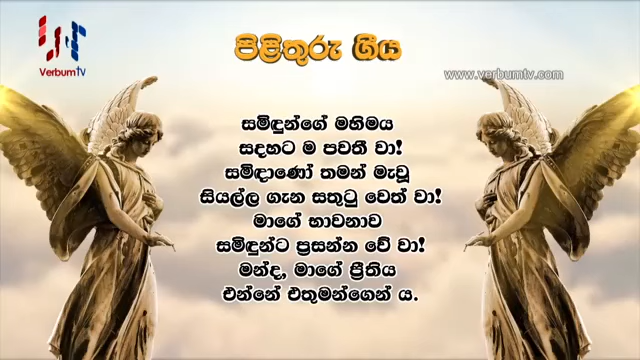 VerbumTV
පිළිතුරු ගීය
www.verbumtv.com
සමිඳුන්ගේ මහිමය
සදහට ම පවතී වා!
සමිඳාණෝ තමන් මැවූ
සියල්ල ගැන සතුටු වෙත් වා!
මාගේ භාවනාව
සමිඳුන්ට ප්‍රසන්න වේ වා!
මන්ද, මාගේ ප්‍රීතිය
එන්නේ එතුමන්ගෙන් ය.